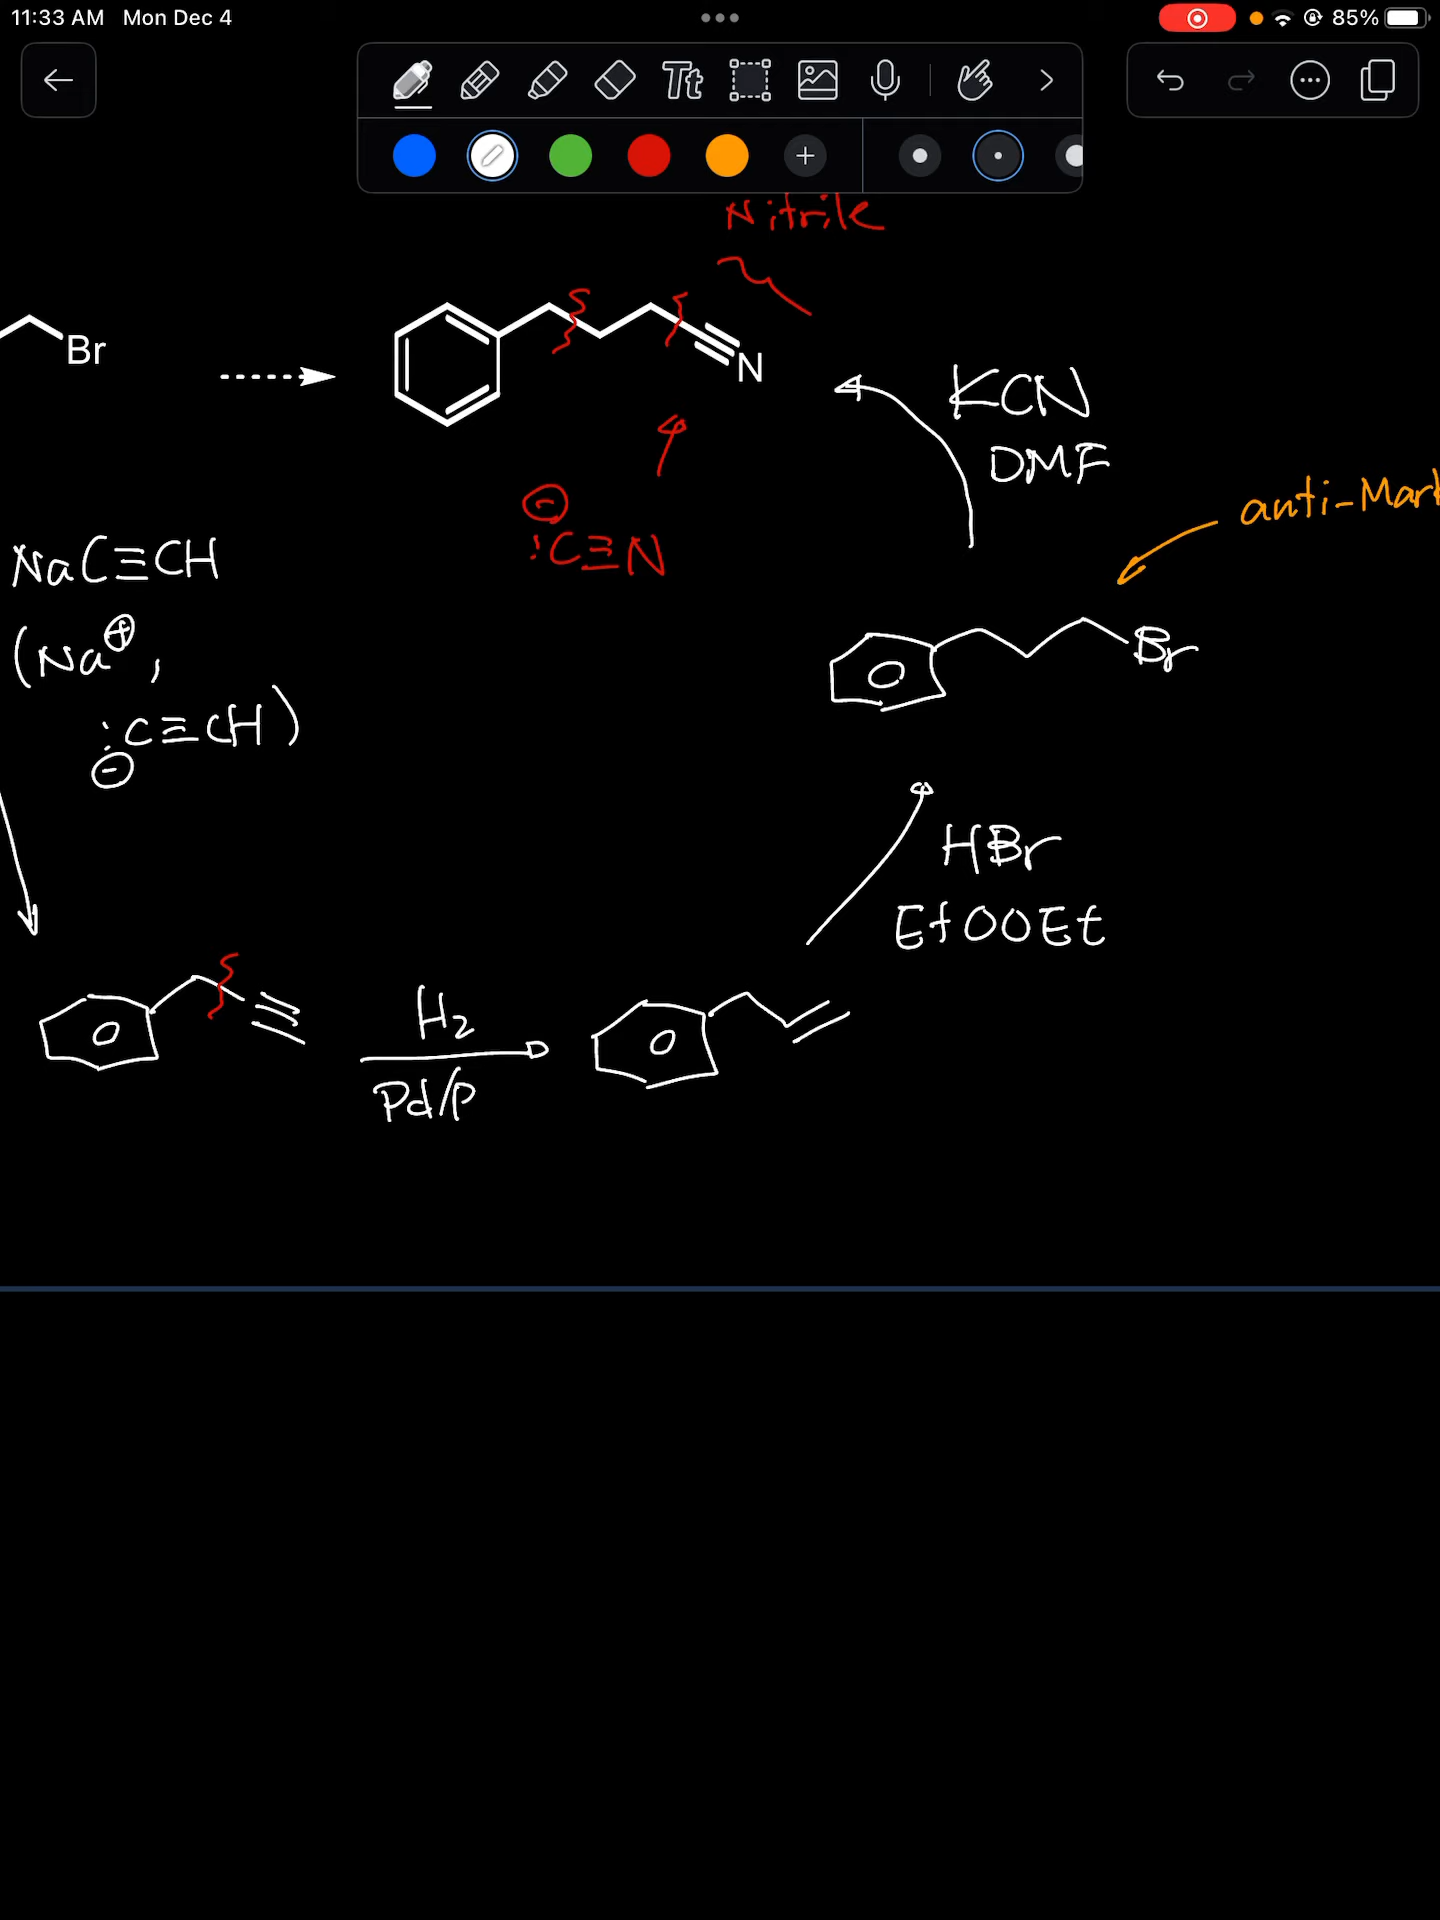 11:33 AM Mon Dec 4
85%
Tt
Nitrile
Br
N
KCN
DMF
anti-Mark
⊖
:C≡N
NaC≡CH
(Na⊕,
:C≡CH)
⊖
Br
HBr
EtOOEt
H₂
Pd/P